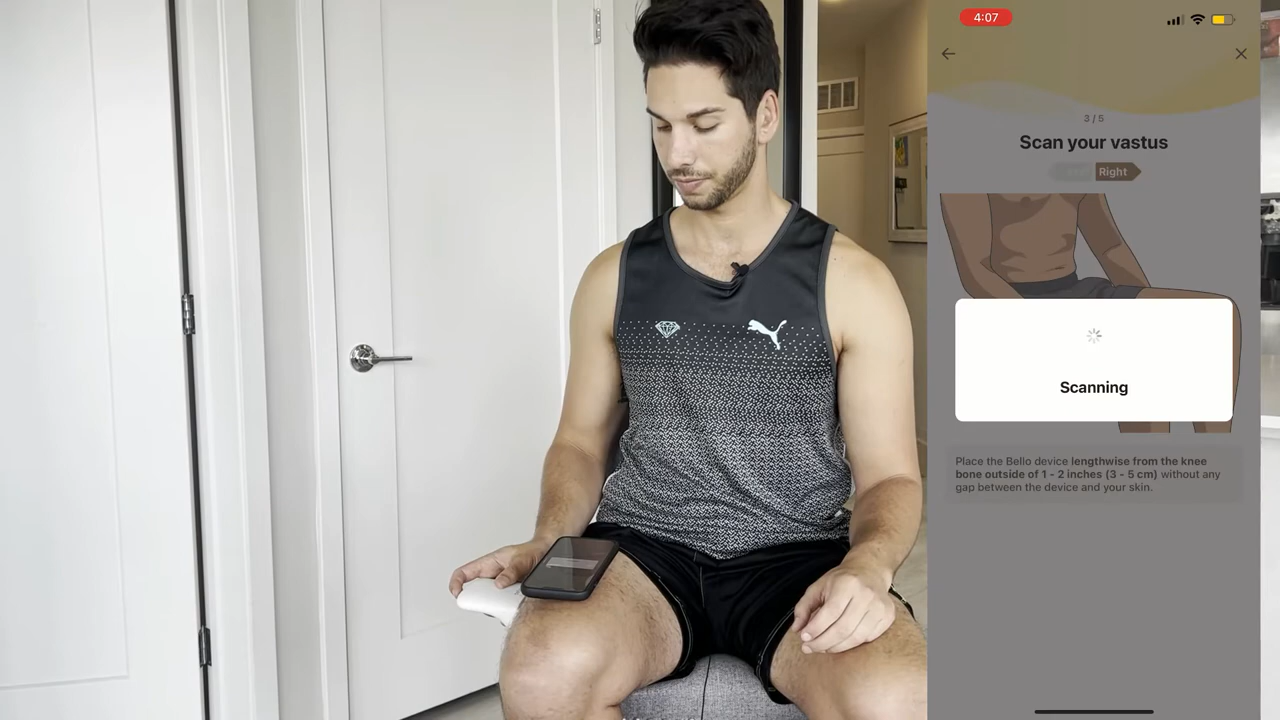 4:07
3 / 5
Scan your vastus
Right
Scanning
Place the Bello device lengthwise from the knee
bone outside of 1 - 2 inches (3 - 5 cm) without any
gap between the device and your skin.